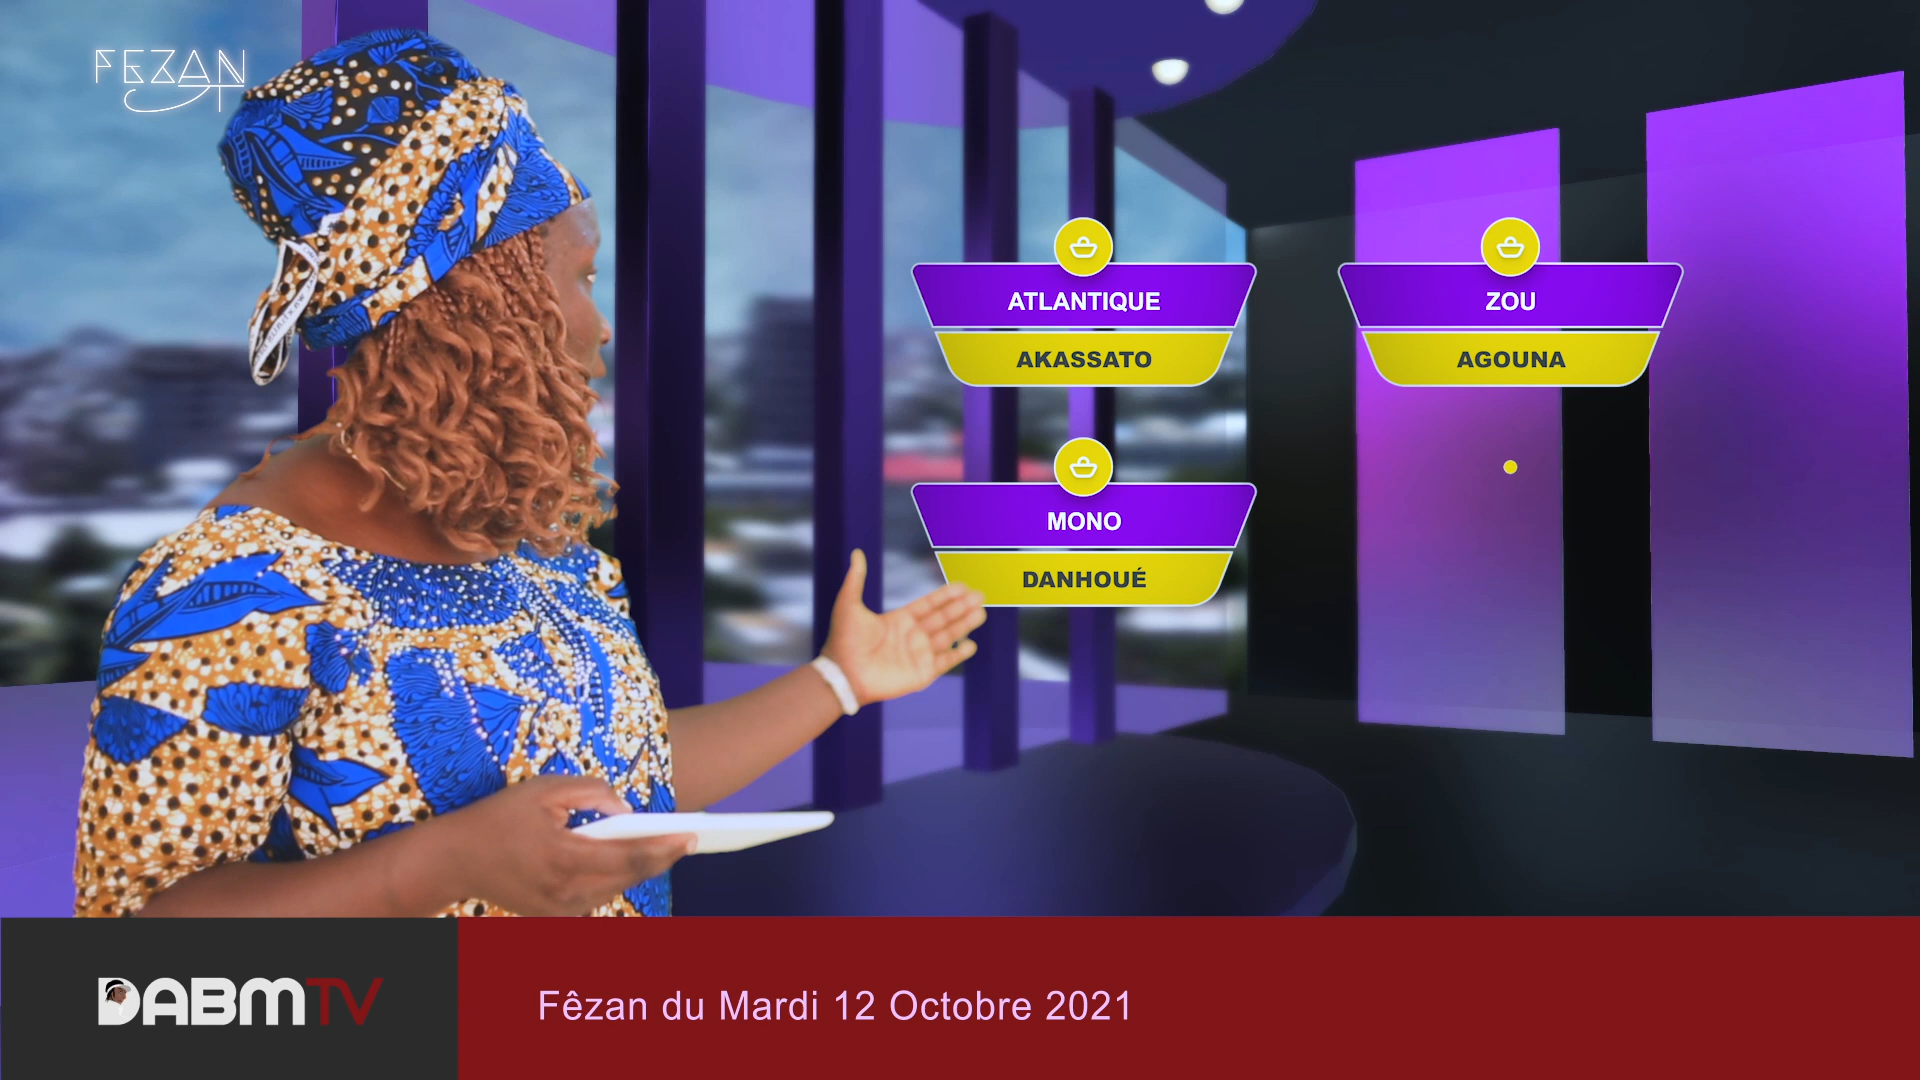 FEZAN
ATLANTIQUE
AKASSATO
ZOU
AGOUNA
MONO
DANHOUÉ
DABMTV
Fêzan du Mardi 12 Octobre 2021